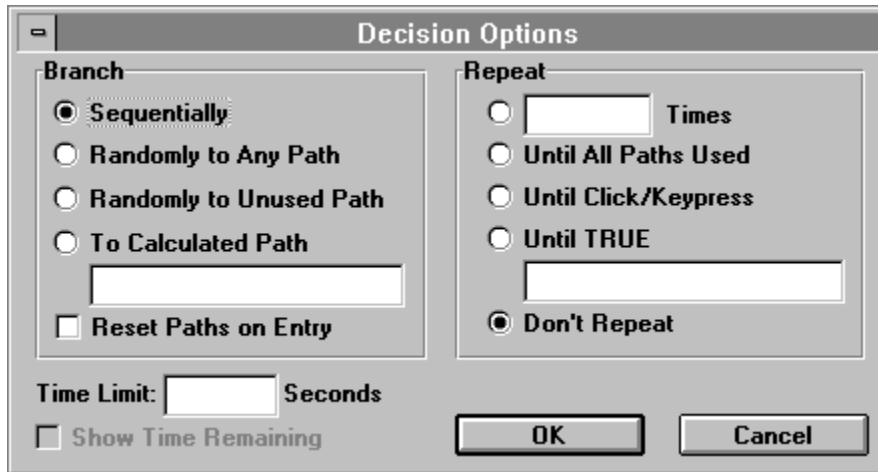 Decision Options
Branch
Sequentially
Randomly to Any Path
Randomly to Unused Path
To Calculated Path
Reset Paths on Entry
Repeat
Times
Until All Paths Used
Until Click/Keypress
Until TRUE
Don't Repeat
Time Limit: Seconds
Show Time Remaining
OK
Cancel